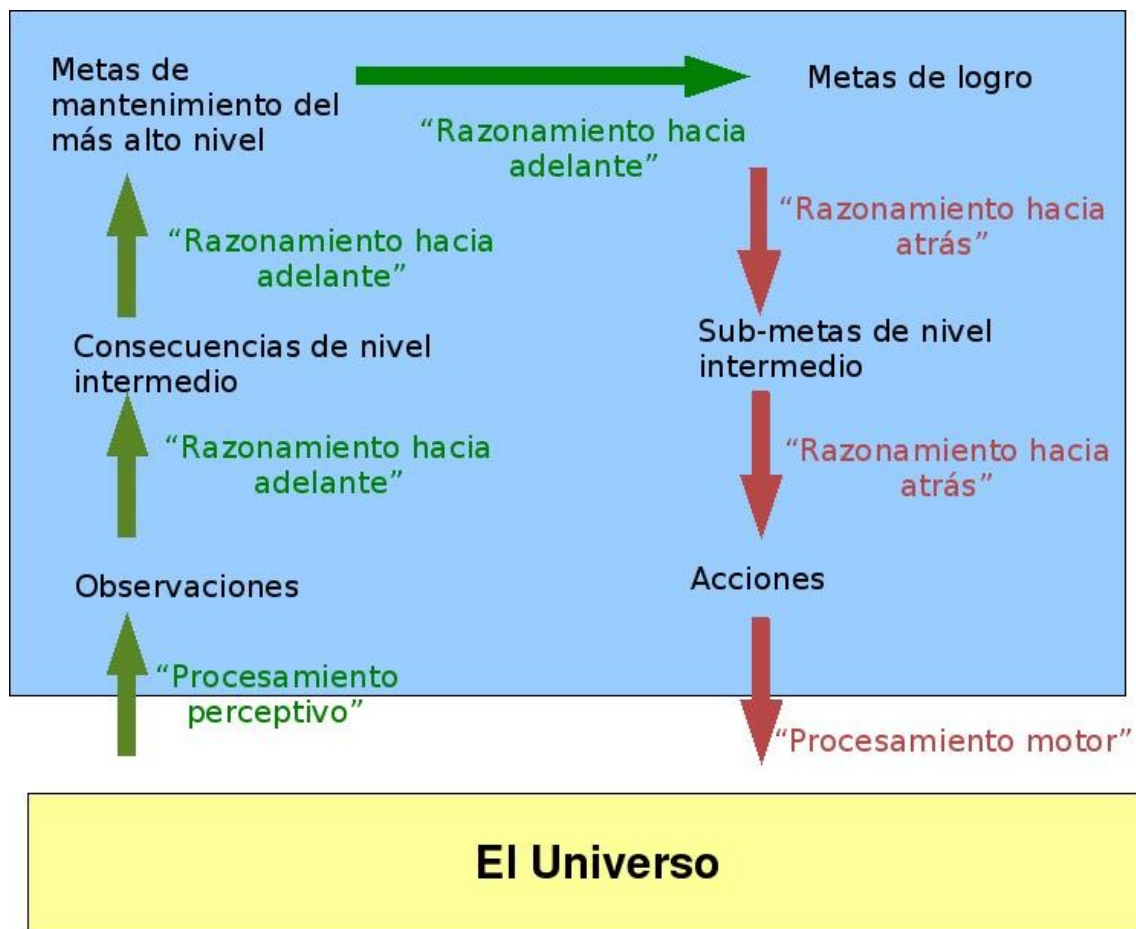 Metas de
mantenimiento del
más alto nivel
Metas de logro
“Razonamiento hacia
adelante”
“Razonamiento hacia
atrás”
“Razonamiento hacia
adelante”
Consecuencias de nivel
intermedio
Sub-metas de nivel
intermedio
“Razonamiento hacia
adelante”
“Razonamiento hacia
atrás”
Observaciones
Acciones
“Procesamiento
perceptivo”
“Procesamiento motor”
El Universo